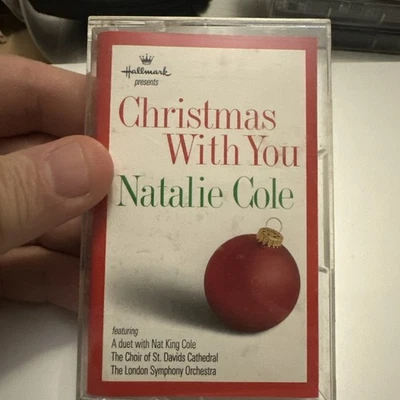 Hallmark
presents
Christmas
With You
Natalie Cole
featuring
A duet with Nat King Cole
The Choir of St. Davids Cathedral
The London Symphony Orchestra